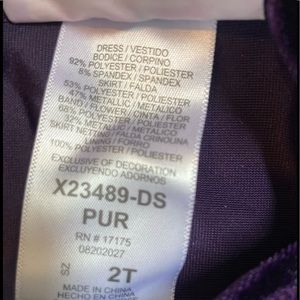 DRESS / VESTIDO
BODICE / CORPINO
92% POLYESTER / POLIESTER
8% SPANDEX / SPANDEX
SKIRT / FALDA
53% POLYESTER / POLIESTER
47% METALLIC / METALICO
BAND / FLOWER / CINTA / FLOR
68% POLYESTER / POLIESTER
32% METALLIC / METALICO
SKIRT NETTING / FALDA CRINOLINA
LINING / FORRO
100% POLYESTER / POLIESTER
EXCLUSIVE OF DECORATION
EXCLUYENDO ADORNOS
X23489-DS
PUR
RN # 17175
08202027
ZS
2T
MADE IN CHINA
HECHO EN CHINA